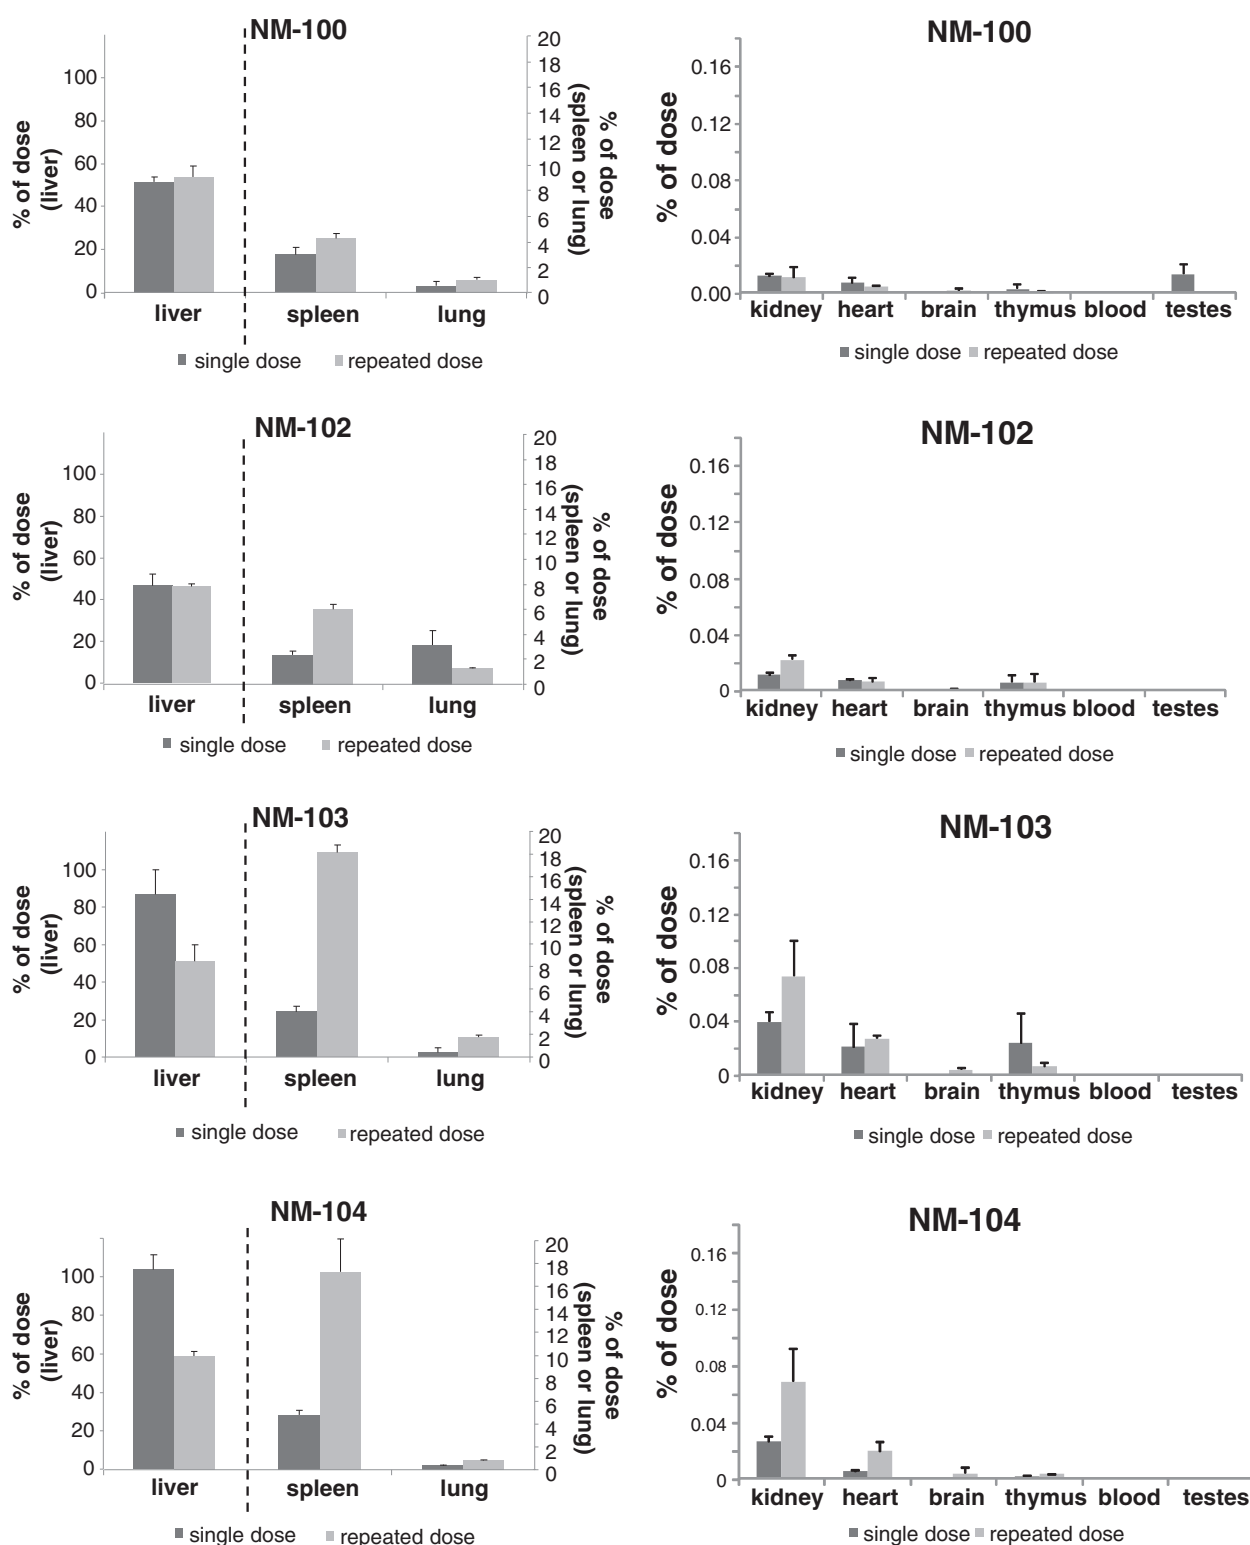 NM-100
100
80
60
40
20
0
% of dose
(liver)
20
18
16
14
12
10
8
6
4
2
0
% of dose
(spleen or lung)
liver spleen lung
single dose repeated dose
NM-100
0.16
0.12
0.08
0.04
0.00
% of dose
kidney heart brain thymus blood testes
single dose repeated dose
NM-102
100
80
60
40
20
0
% of dose
(liver)
20
18
16
14
12
10
8
6
4
2
0
% of dose
(spleen or lung)
liver spleen lung
single dose repeated dose
NM-102
0.16
0.12
0.08
0.04
0
% of dose
kidney heart brain thymus blood testes
single dose repeated dose
NM-103
100
80
60
40
20
0
% of dose
(liver)
20
18
16
14
12
10
8
6
4
2
0
% of dose
(spleen or lung)
liver spleen lung
single dose repeated dose
NM-103
0.16
0.12
0.08
0.04
0
% of dose
kidney heart brain thymus blood testes
single dose repeated dose
NM-104
100
80
60
40
20
0
% of dose
(liver)
20
18
16
14
12
10
8
6
4
2
0
% of dose
(spleen or lung)
liver spleen lung
single dose repeated dose
NM-104
0.16
0.12
0.08
0.04
0
% of dose
kidney heart brain thymus blood testes
single dose repeated dose